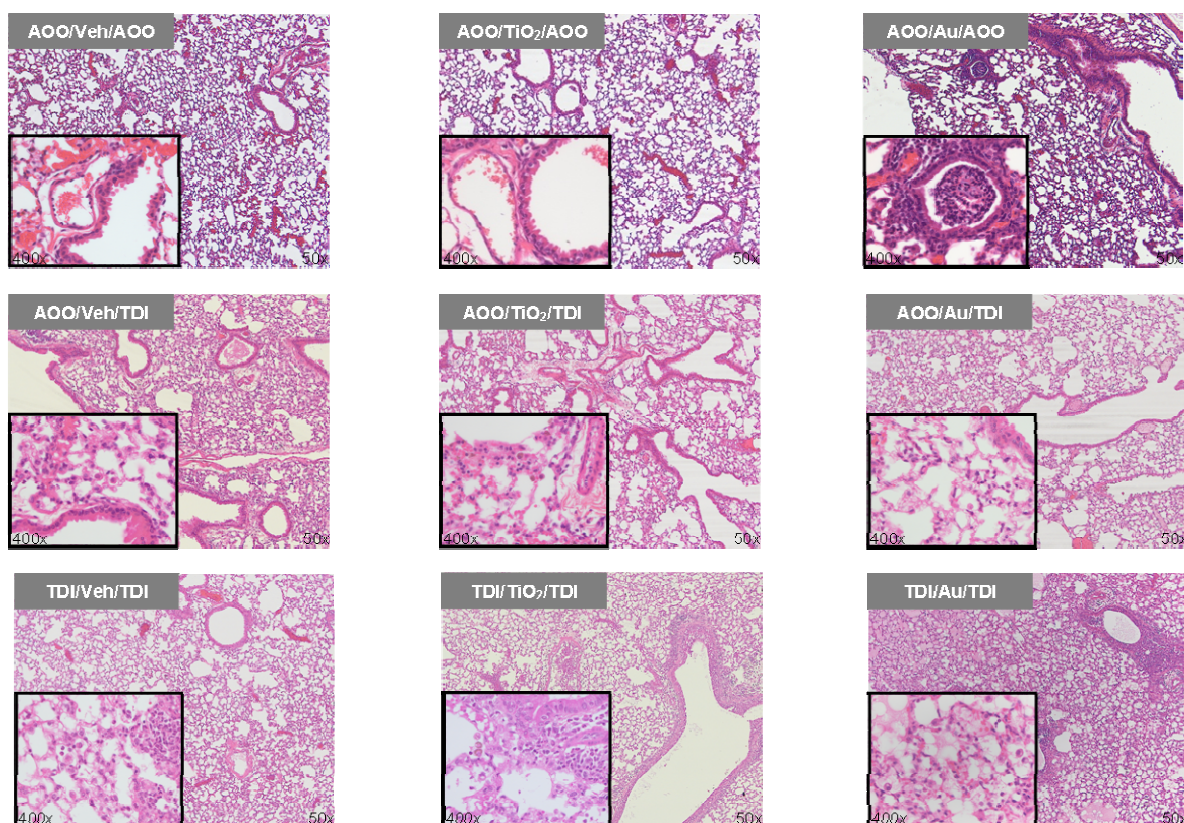 AOO/Veh/AOO
400x
50x
AOO/TiO₂/AOO
400x
50x
AOO/Au/AOO
400x
50x
AOO/Veh/TDI
400x
50x
AOO/TiO₂/TDI
400x
50x
AOO/Au/TDI
400x
50x
TDI/Veh/TDI
400x
50x
TDI/TiO₂/TDI
400x
50x
TDI/Au/TDI
400x
50x